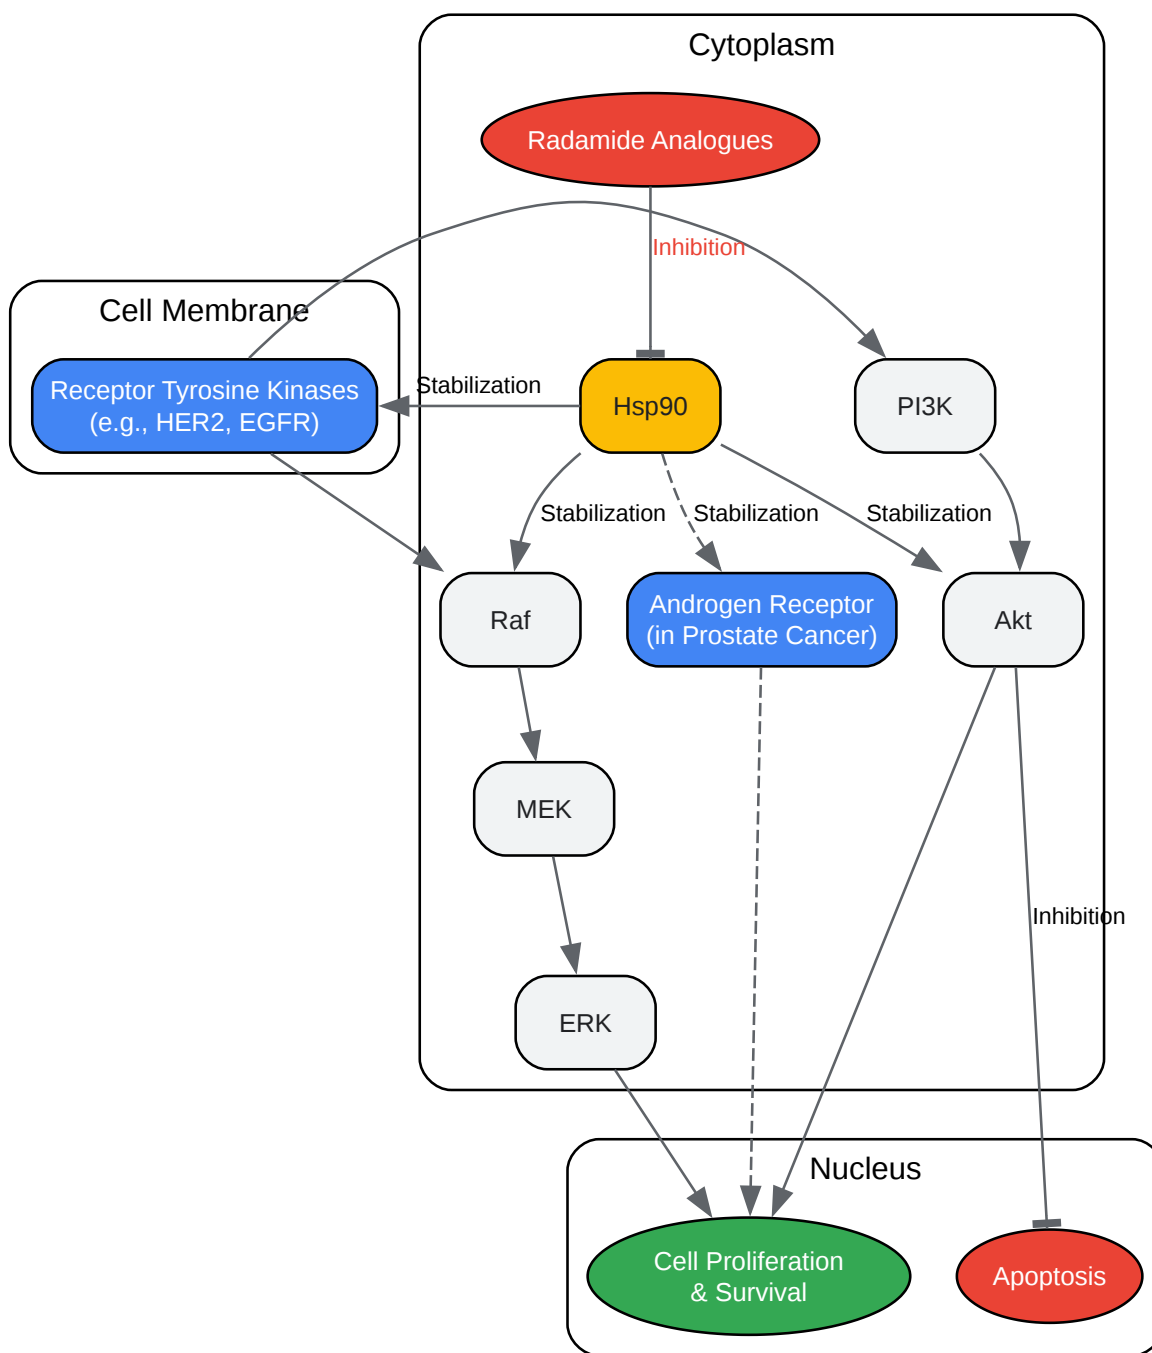 Cytoplasm
Radamide Analogues
Inhibition
Cell Membrane
Receptor Tyrosine Kinases
(e.g., HER2, EGFR)
Stabilization
Hsp90
PI3K
Stabilization
Stabilization
Stabilization
Raf
Androgen Receptor
(in Prostate Cancer)
Akt
MEK
Inhibition
ERK
Nucleus
Cell Proliferation
& Survival
Apoptosis